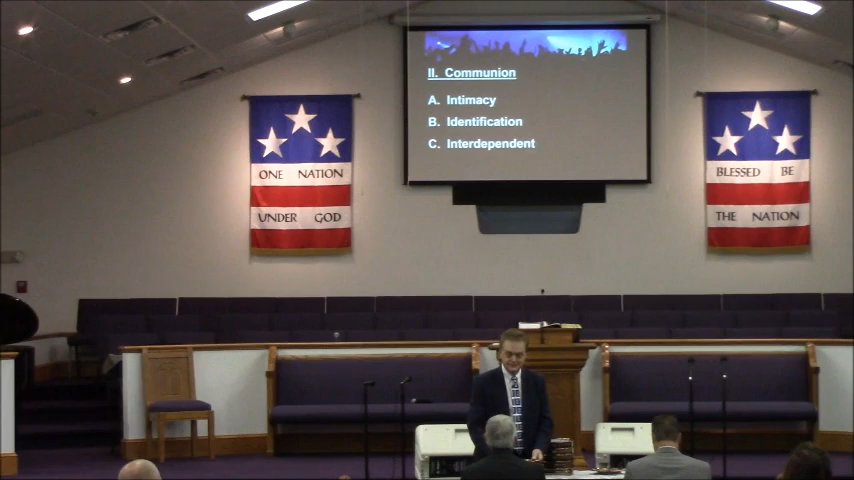 II. Communion
A. Intimacy
B. Identification
C. Interdependent
ONE NATION
UNDER GOD
BLESSED BE
THE NATION